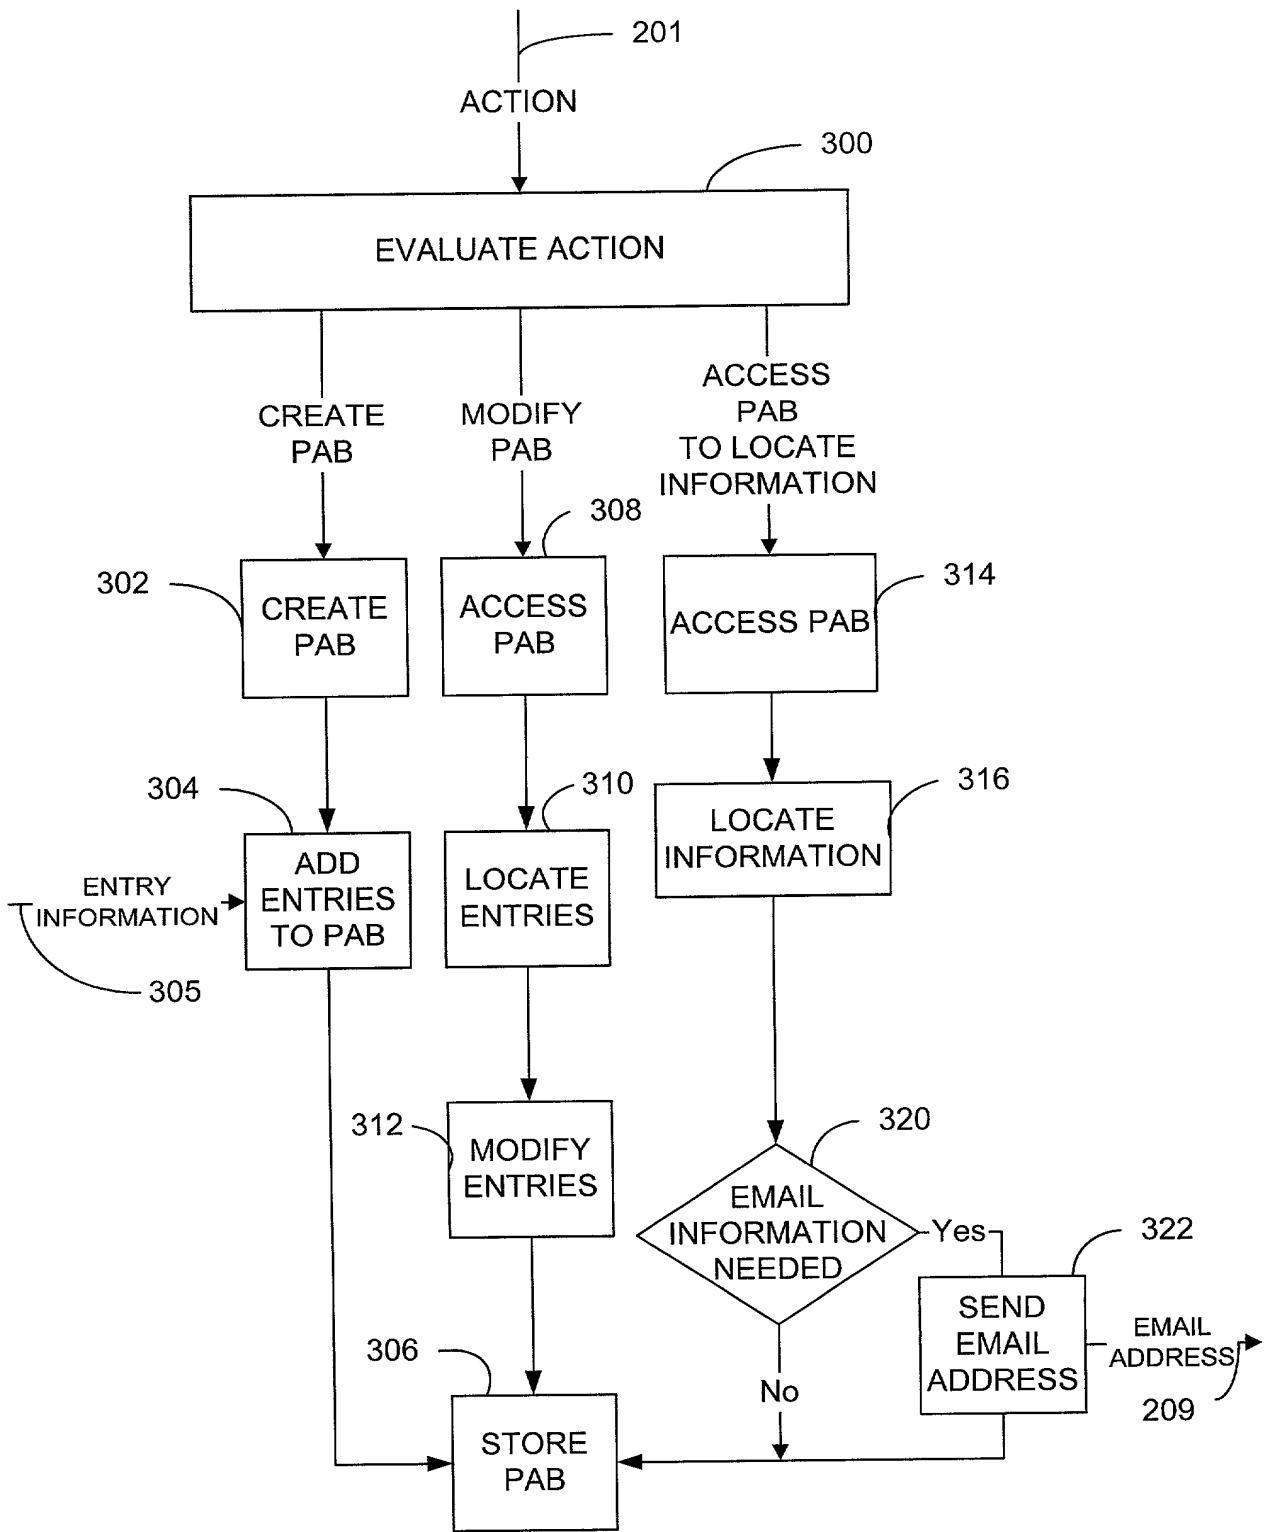 201
ACTION
300
EVALUATE ACTION
CREATE
PAB
MODIFY
PAB
ACCESS
PAB
TO LOCATE
INFORMATION
302
CREATE
PAB
308
ACCESS
PAB
314
ACCESS PAB
304
ADD
ENTRIES
TO PAB
ENTRY
INFORMATION
305
310
LOCATE
ENTRIES
316
LOCATE
INFORMATION
312
MODIFY
ENTRIES
320
EMAIL
INFORMATION
NEEDED
Yes
322
SEND
EMAIL
ADDRESS
EMAIL
ADDRESS
209
No
306
STORE
PAB